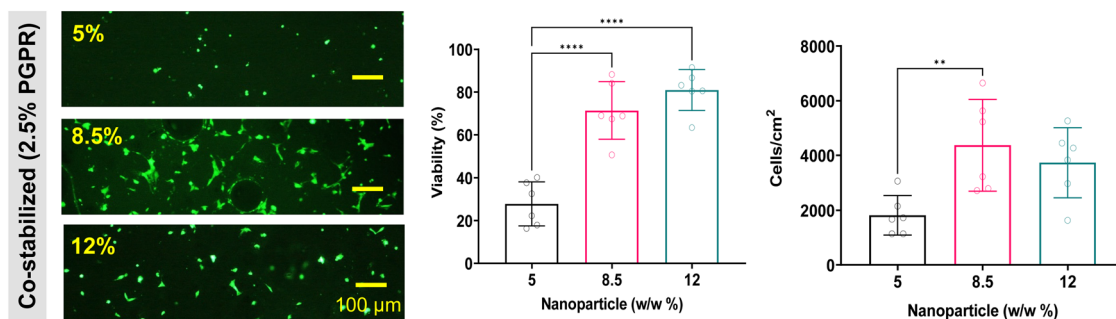 Co-stabilized (2.5% PGPR)
5%
8.5%
12%
100 µm
Viability (%)
100
80
60
40
20
0
****
****
5 8.5 12
Nanoparticle (w/w %)
Cells/cm²
8000
6000
4000
2000
0
**
5 8.5 12
Nanoparticle (w/w %)